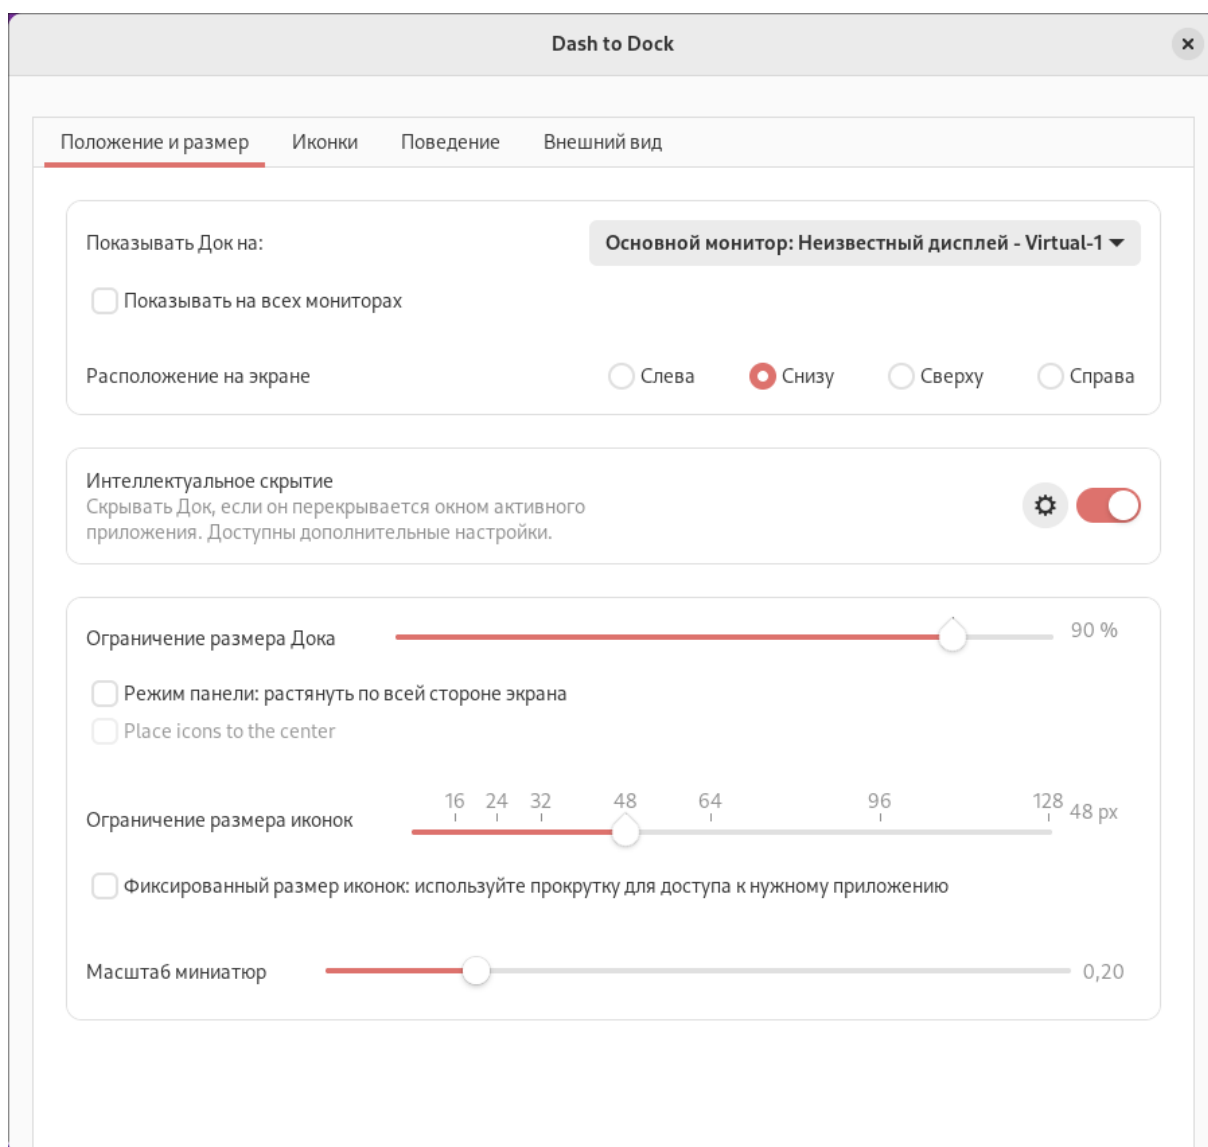 Dash to Dock
Положение и размер Иконки Поведение Внешний вид
Показывать Док на: Основной монитор: Неизвестный дисплей - Virtual-1
Показывать на всех мониторах
Расположение на экране Слева Снизу Сверху Справа
Интеллектуальное скрытие
Скрывать Док, если он перекрывается окном активного
приложения. Доступны дополнительные настройки.
Ограничение размера Дока 90 %
Режим панели: растянуть по всей стороне экрана
Place icons to the center
16 24 32 48 64 96 128
Ограничение размера иконок 48 px
Фиксированный размер иконок: используйте прокрутку для доступа к нужному приложению
Масштаб миниатюр 0,20